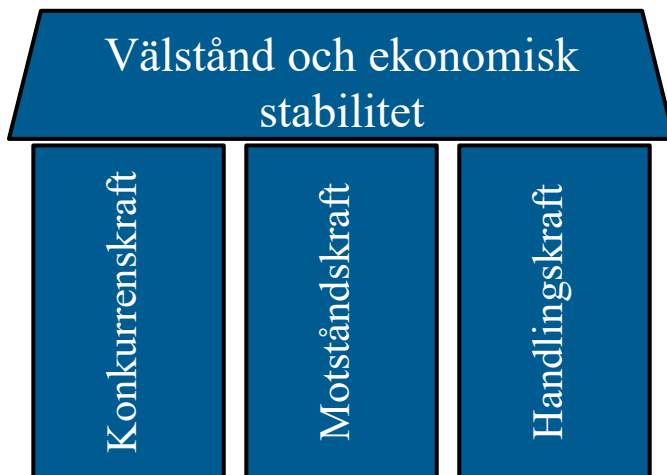 Välstånd och ekonomisk
stabilitet
Konkurrenskraft
Motståndskraft
Handlingskraft